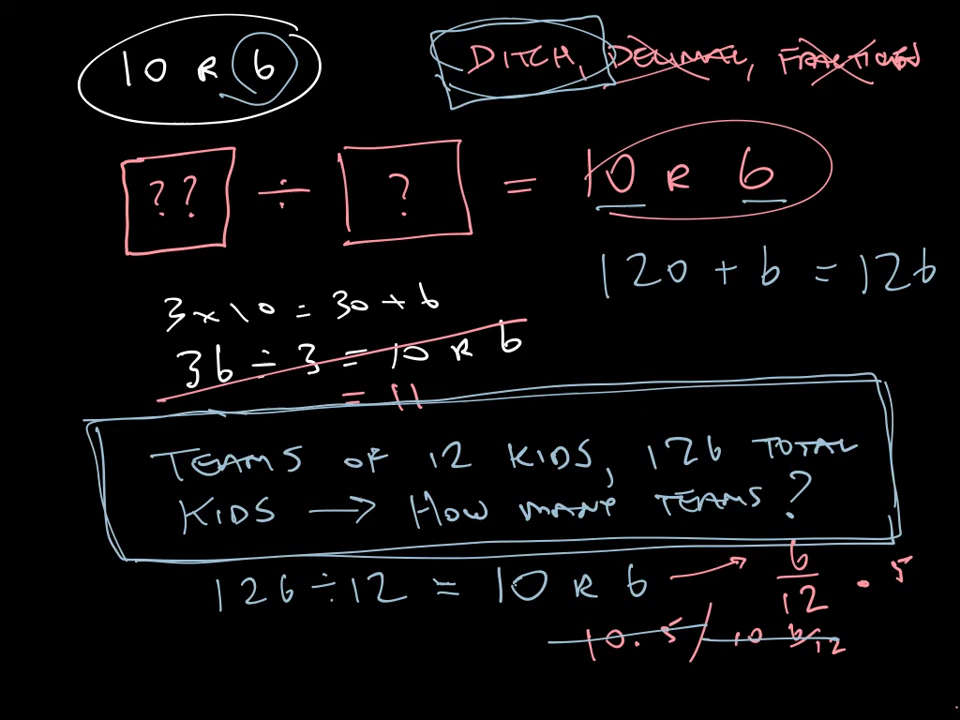 10 R 6
DITCH, DECIMAL, FRACTIONED
?? ÷ ? = 10 R 6
120 + 6 = 126
3 x 10 = 30 + 6
36 ÷ 3 = 10 R 6
= 11
TEAMS OF 12 KIDS, 126 TOTAL
KIDS → HOW MANY TEAMS?
126 ÷ 12 = 10 R 6 → 6/12 .5
10.5 / 10 6/12